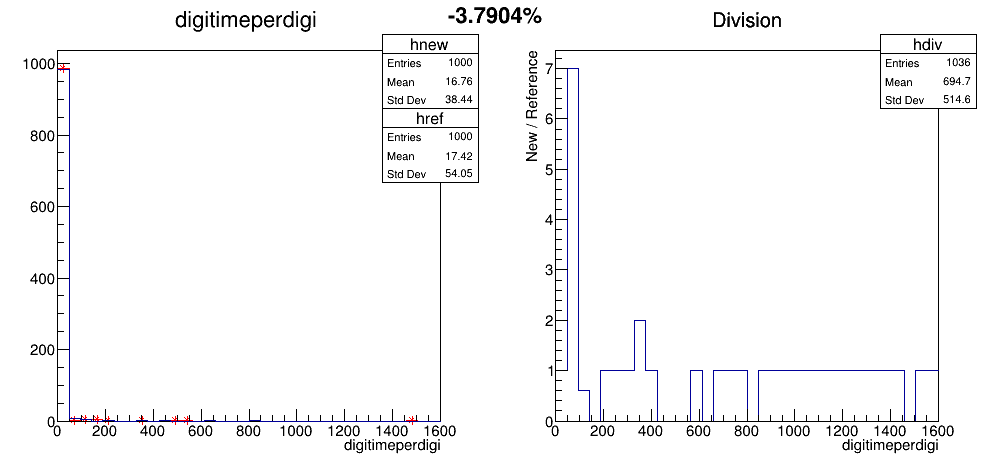 -3.7904%
digitimeperdigi
hnew
Entries 1000
Mean 16.76
Std Dev 38.44
href
Entries 1000
Mean 17.42
Std Dev 54.05
1000
800
600
400
200
0
0 200 400 600 800 1000 1200 1400 1600
digitimeperdigi
Division
hdiv
Entries 1036
Mean 694.7
Std Dev 514.6
New / Reference
7
6
5
4
3
2
1
0
0 200 400 600 800 1000 1200 1400 1600
digitimeperdigi